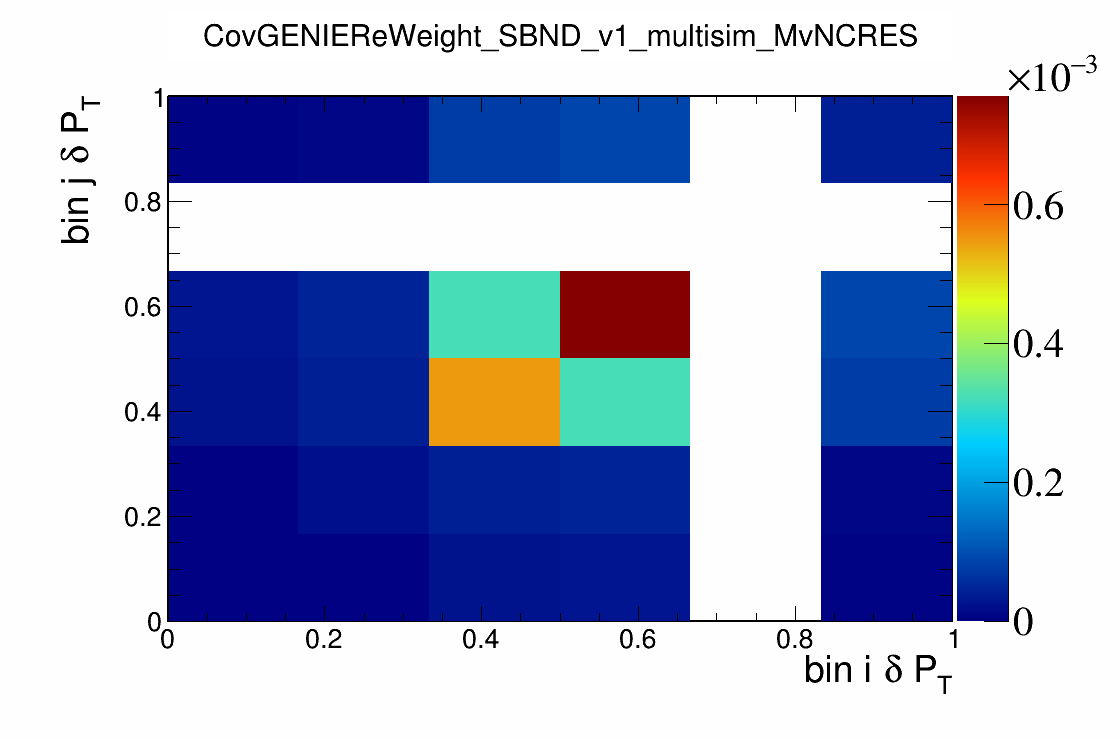 CovGENIEReWeight_SBND_v1_multisim_MvNCRES
×10⁻³
bin j δ P_T
1
0.8
0.6
0.4
0.2
0
0 0.2 0.4 0.6 0.8 1
bin i δ P_T
0.6
0.4
0.2
0